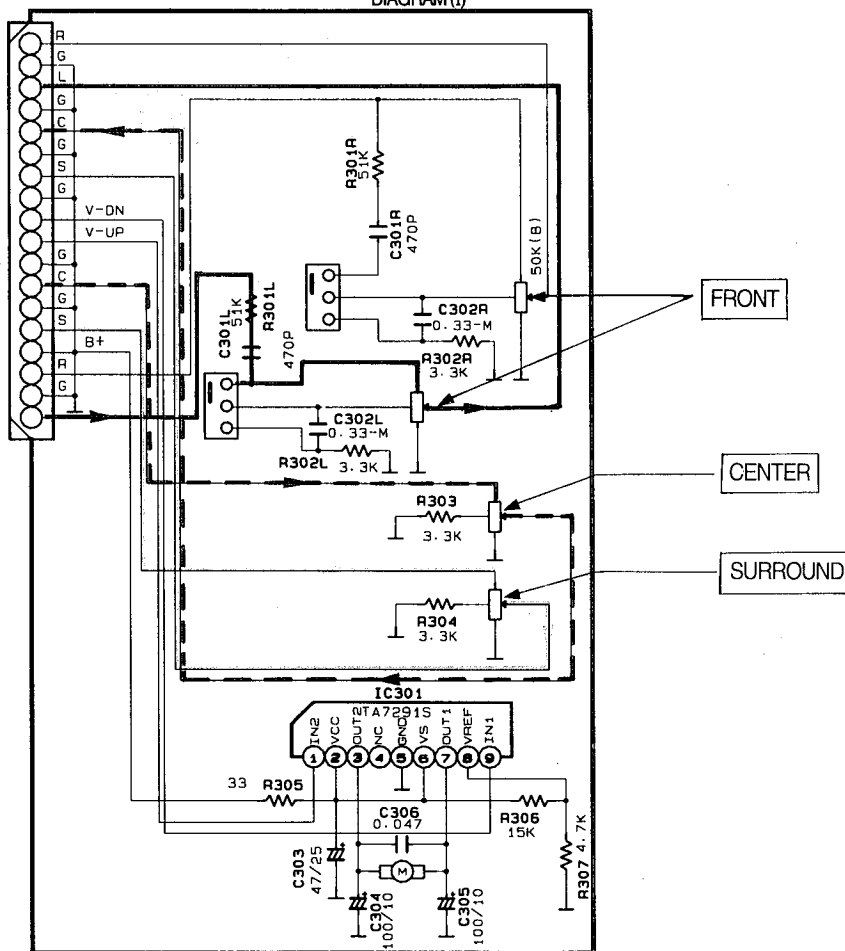 DIAGRAM (I)
R
G
L
G
C
G
S
G
V-DN
V-UP
G
C
G
S
B+
R
G
R301R
51K
C301R
470P
50K(B)
C301L
51K
R301L
470P
C302R
0.33-M
R302R
3.3K
C302L
0.33-M
R302L
3.3K
FRONT
R303
3.3K
CENTER
R304
3.3K
SURROUND
IC301
TA7291S
IN2
VCC
OUT2
NC
GND
VS
OUT1
VREF
IN1
1 2 3 4 5 6 7 8 9
33 R305
C306
0.047
R306
15K
R307 4.7K
C303
47/25
M
C304
100/10
C305
100/10